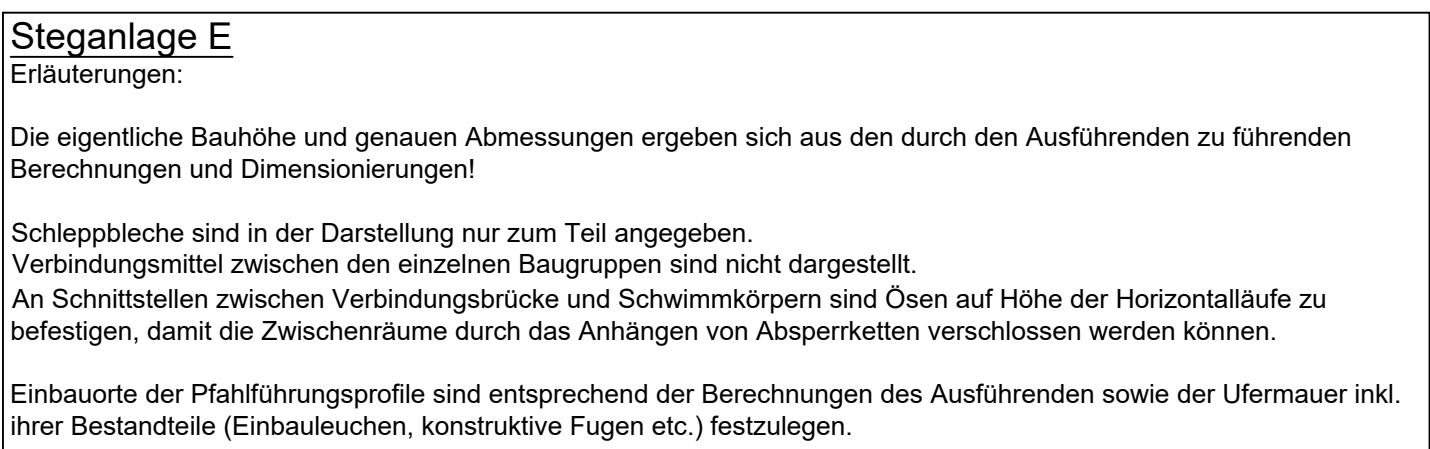 Steganlage E
Erläuterungen:
Die eigentliche Bauhöhe und genauen Abmessungen ergeben sich aus den durch den Ausführenden zu führenden
Berechnungen und Dimensionierungen!
Schleppbleche sind in der Darstellung nur zum Teil angegeben.
Verbindungsmittel zwischen den einzelnen Baugruppen sind nicht dargestellt.
An Schnittstellen zwischen Verbindungsbrücke und Schwimmkörpern sind Ösen auf Höhe der Horizontalläufe zu
befestigen, damit die Zwischenräume durch das Anhängen von Absperrketten verschlossen werden können.
Einbauorte der Pfahlführungsprofile sind entsprechend der Berechnungen des Ausführenden sowie der Ufermauer inkl.
ihrer Bestandteile (Einbauleuchen, konstruktive Fugen etc.) festzulegen.